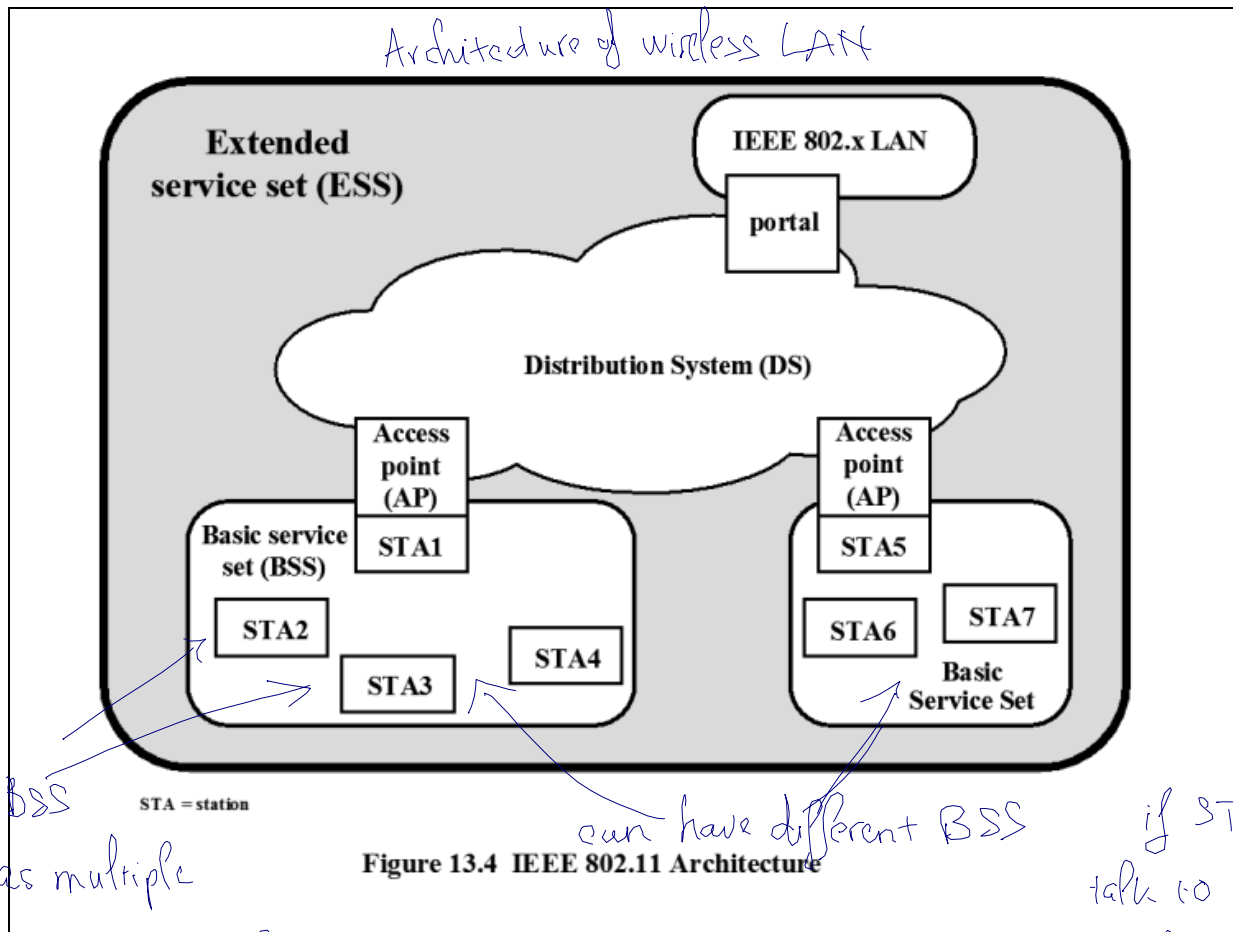 Architecture of wireless LAN
Extended
service set (ESS)
IEEE 802.x LAN
portal
Distribution System (DS)
Access
point
(AP)
STA1
Access
point
(AP)
STA5
Basic service
set (BSS)
STA2
STA3
STA4
STA6
STA7
Basic
Service Set
BSS
STA = station
can have different BSS
if ST
as multiple
Figure 13.4 IEEE 802.11 Architecture
talk to